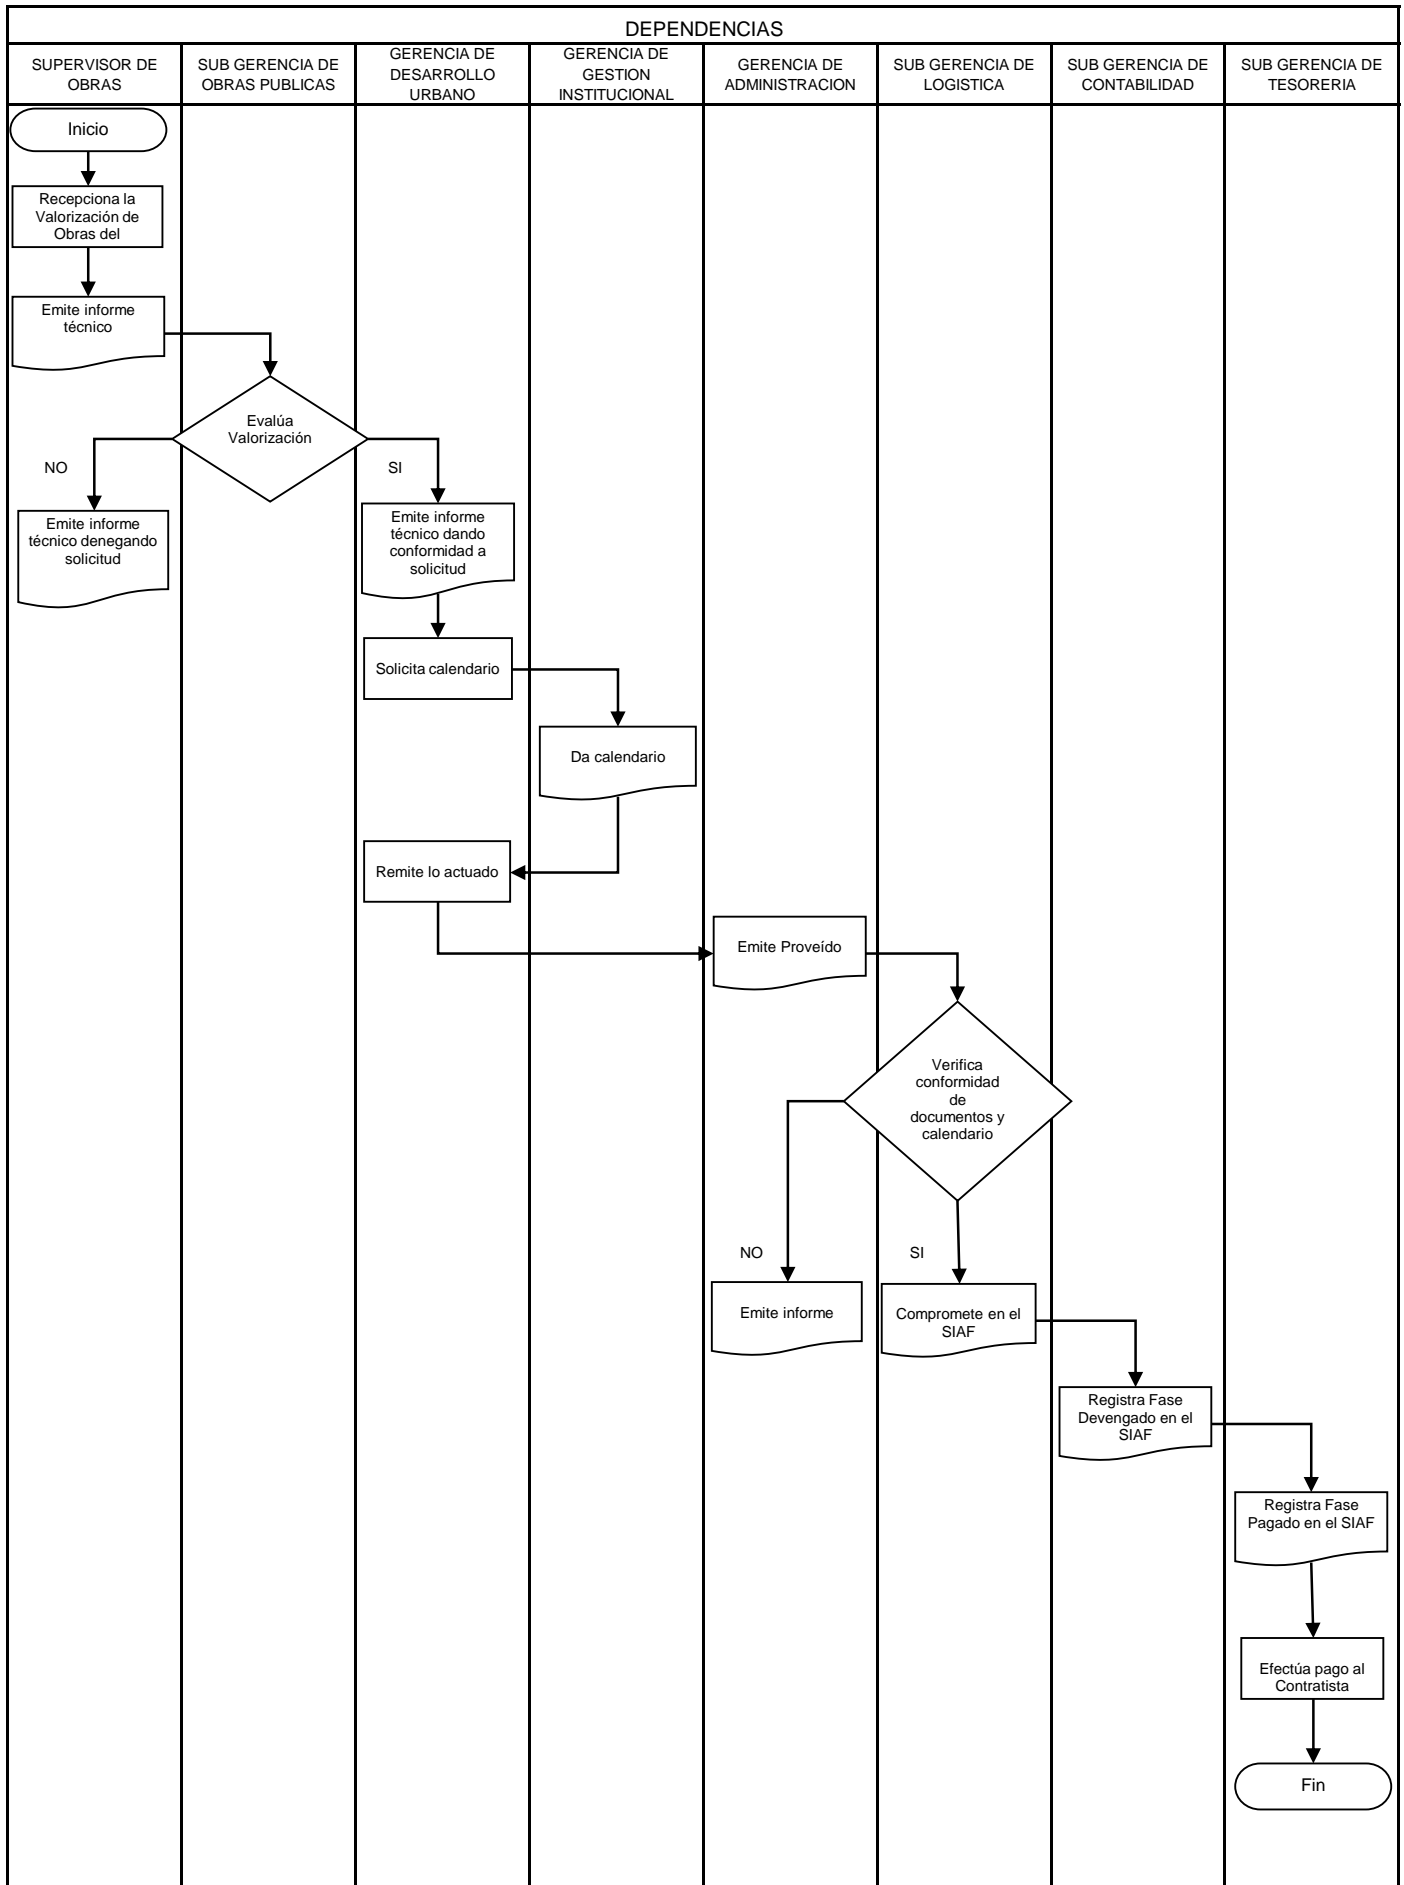 DEPENDENCIAS
SUPERVISOR DE
OBRAS
SUB GERENCIA DE
OBRAS PUBLICAS
GERENCIA DE
DESARROLLO
URBANO
GERENCIA DE
GESTION
INSTITUCIONAL
GERENCIA DE
ADMINISTRACION
SUB GERENCIA DE
LOGISTICA
SUB GERENCIA DE
CONTABILIDAD
SUB GERENCIA DE
TESORERIA
Inicio
Recepciona la
Valorización de
Obras del
Emite informe
técnico
Evalúa
Valorización
NO
SI
Emite informe
técnico denegando
solicitud
Emite informe
técnico dando
conformidad a
solicitud
Solicita calendario
Da calendario
Remite lo actuado
Emite Proveído
Verifica
conformidad
de
documentos y
calendario
NO
SI
Emite informe
Compromete en el
SIAF
Registra Fase
Devengado en el
SIAF
Registra Fase
Pagado en el SIAF
Efectúa pago al
Contratista
Fin